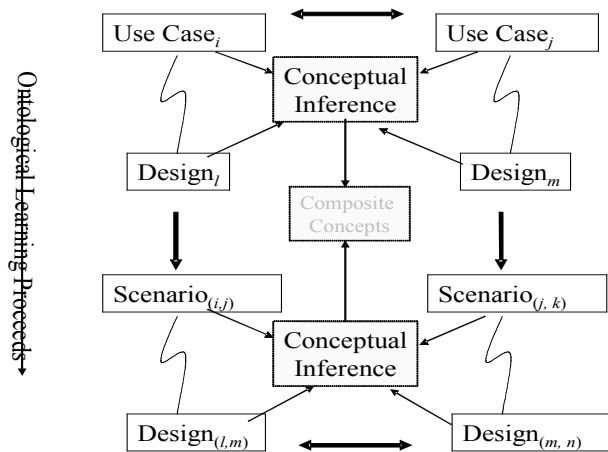 Use Case_i
Use Case_j
Conceptual
Inference
Design_l
Design_m
Composite
Concepts
Scenario_(i,j)
Scenario_(j, k)
Conceptual
Inference
Design_(l,m)
Design_(m, n)
Ontological Learning Proceeds